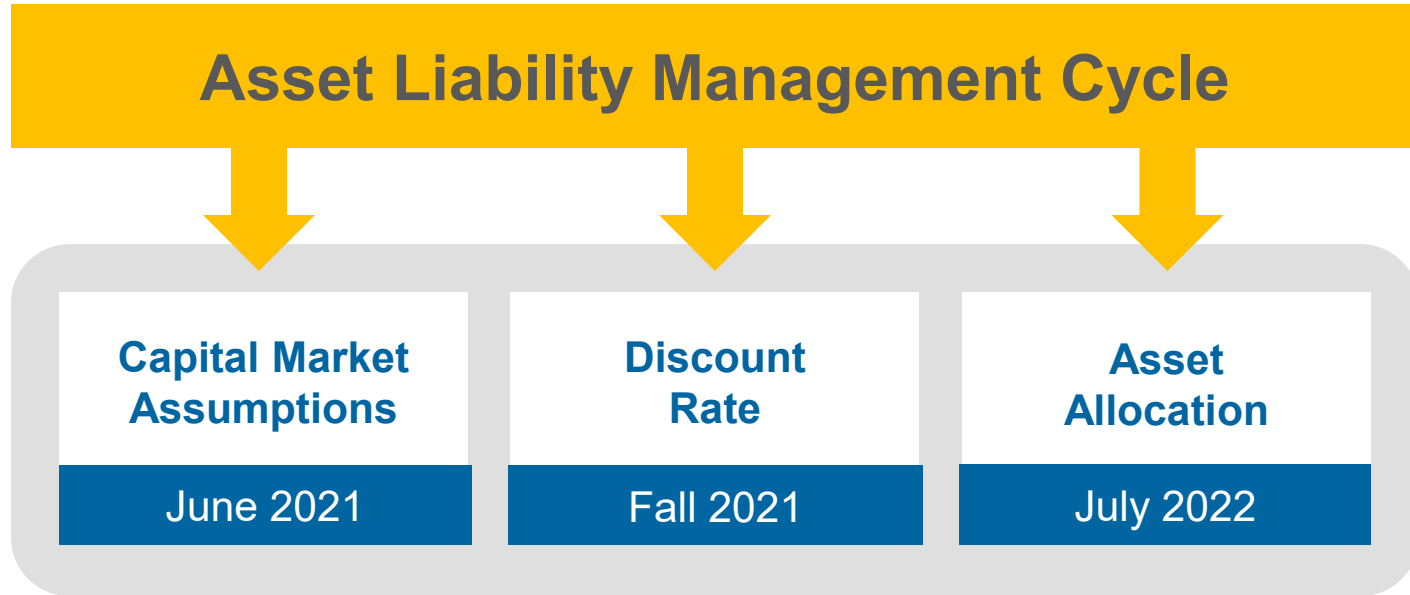 Asset Liability Management Cycle
Capital Market
Assumptions
June 2021
Discount
Rate
Fall 2021
Asset
Allocation
July 2022